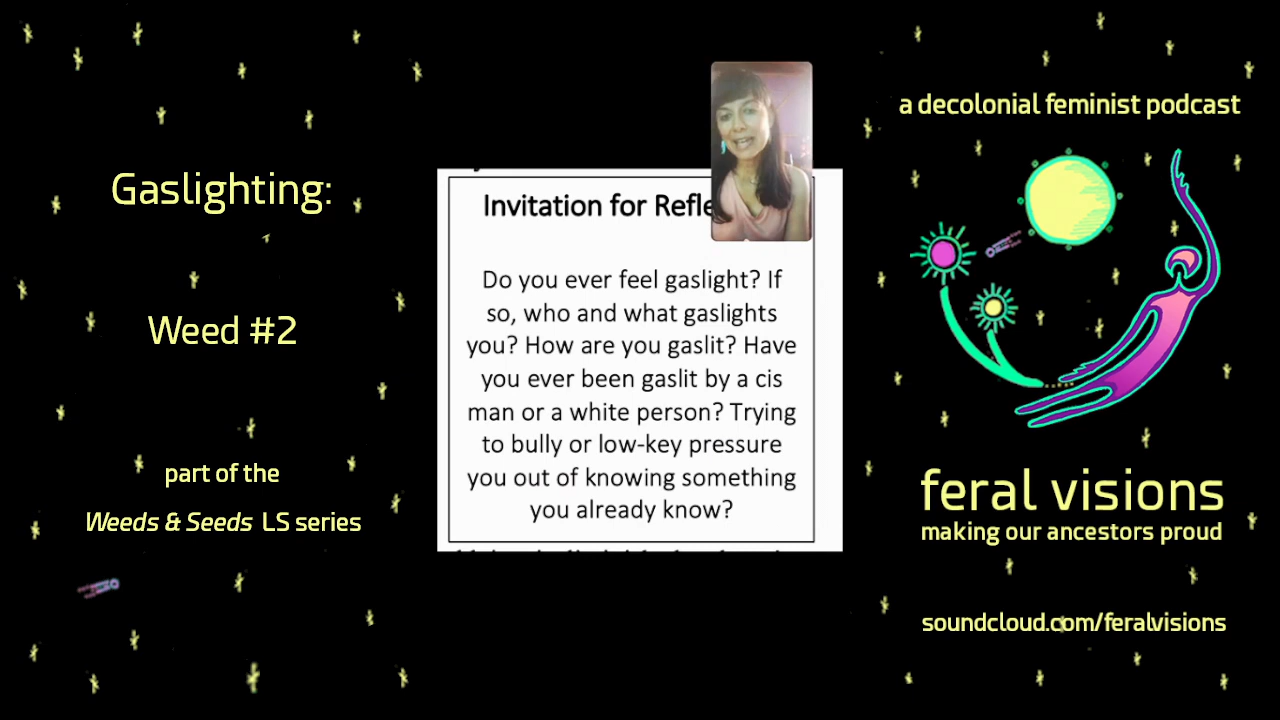 Gaslighting:
Weed #2
part of the
Weeds & Seeds LS series
Invitation for Refle
Do you ever feel gaslight? If
so, who and what gaslights
you? How are you gaslit? Have
you ever been gaslit by a cis
man or a white person? Trying
to bully or low-key pressure
you out of knowing something
you already know?
a decolonial feminist podcast
feral visions
making our ancestors proud
soundcloud.com/feralvisions